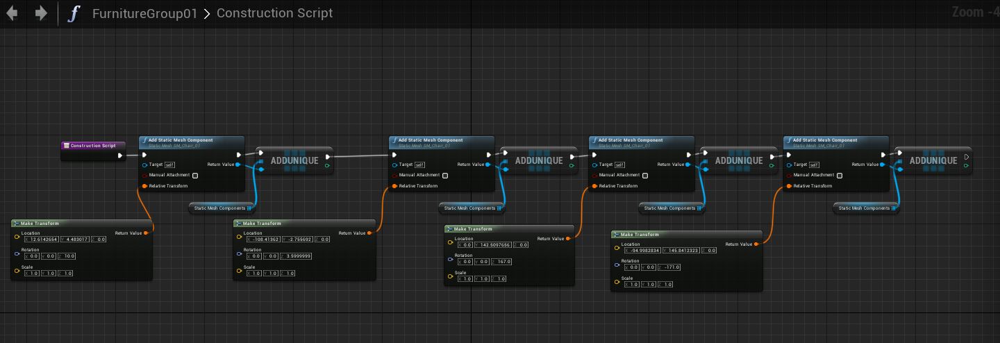 FurnitureGroup01 > Construction Script
Zoom -4
Construction Script
Add Static Mesh Component
Static Mesh SM_Chair_01
Target self
Return Value
Manual Attachment
Relative Transform
ADDUNIQUE
Static Mesh Components
Add Static Mesh Component
Static Mesh SM_Chair_01
Target self
Return Value
Manual Attachment
Relative Transform
ADDUNIQUE
Static Mesh Components
Add Static Mesh Component
Static Mesh SM_Chair_01
Target self
Return Value
Manual Attachment
Relative Transform
ADDUNIQUE
Static Mesh Components
Add Static Mesh Component
Static Mesh SM_Chair_01
Target self
Return Value
Manual Attachment
Relative Transform
ADDUNIQUE
Static Mesh Components
Make Transform
Location
Return Value
X 12.6142654 Y 4.483017 Z 0.0
Rotation
X 0.0 Y 0.0 Z 10.0
Scale
X 1.0 Y 1.0 Z 1.0
Make Transform
Location
Return Value
X -108.41362 Y -2.755692 Z 0.0
Rotation
X 0.0 Y 0.0 Z 3.5999999
Scale
X 1.0 Y 1.0 Z 1.0
Make Transform
Location
Return Value
X 0.0 Y 142.5097656 Z 0.0
Rotation
X 0.0 Y 0.0 Z 167.0
Scale
X 1.0 Y 1.0 Z 1.0
Make Transform
Location
Return Value
X -94.9982834 Y 145.8412323 Z 0.0
Rotation
X 0.0 Y 0.0 Z -171.0
Scale
X 1.0 Y 1.0 Z 1.0